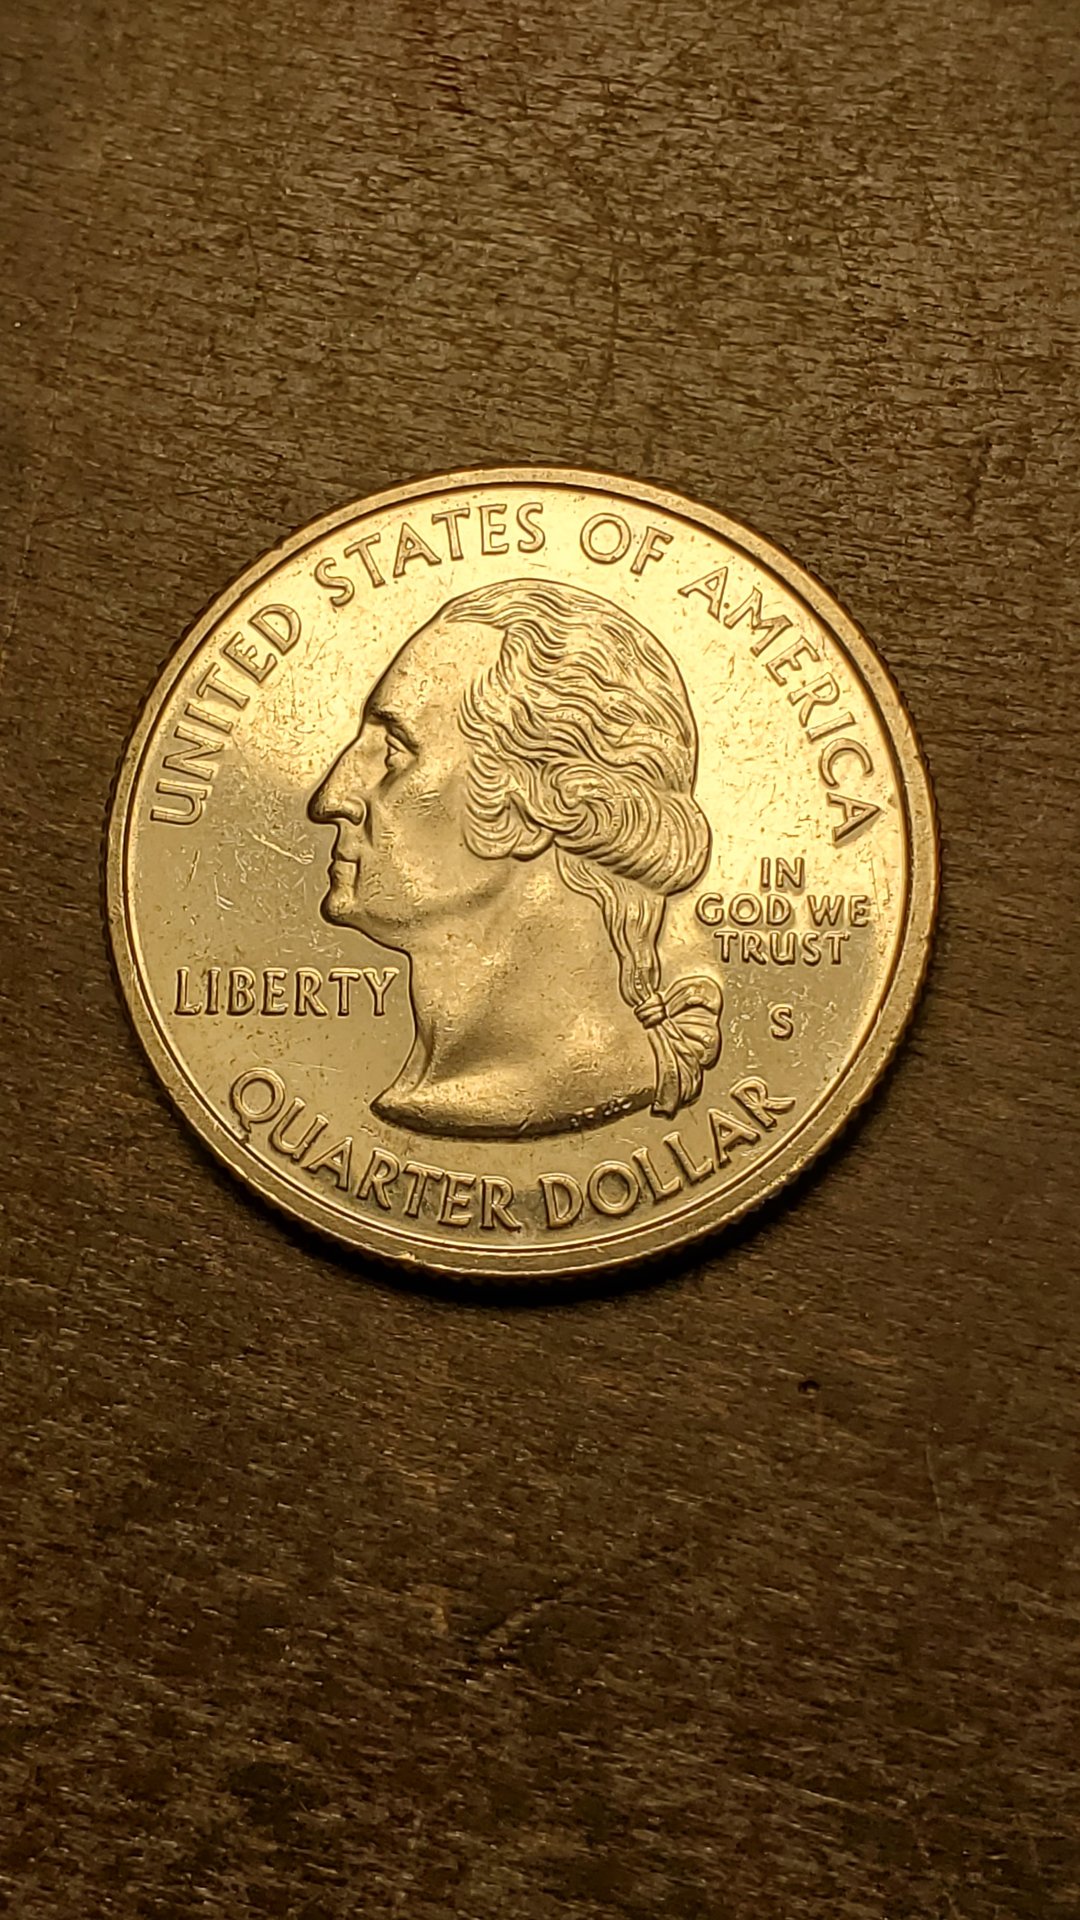 UNITED STATES OF AMERICA
IN
GOD WE
TRUST
LIBERTY
S
QUARTER DOLLAR